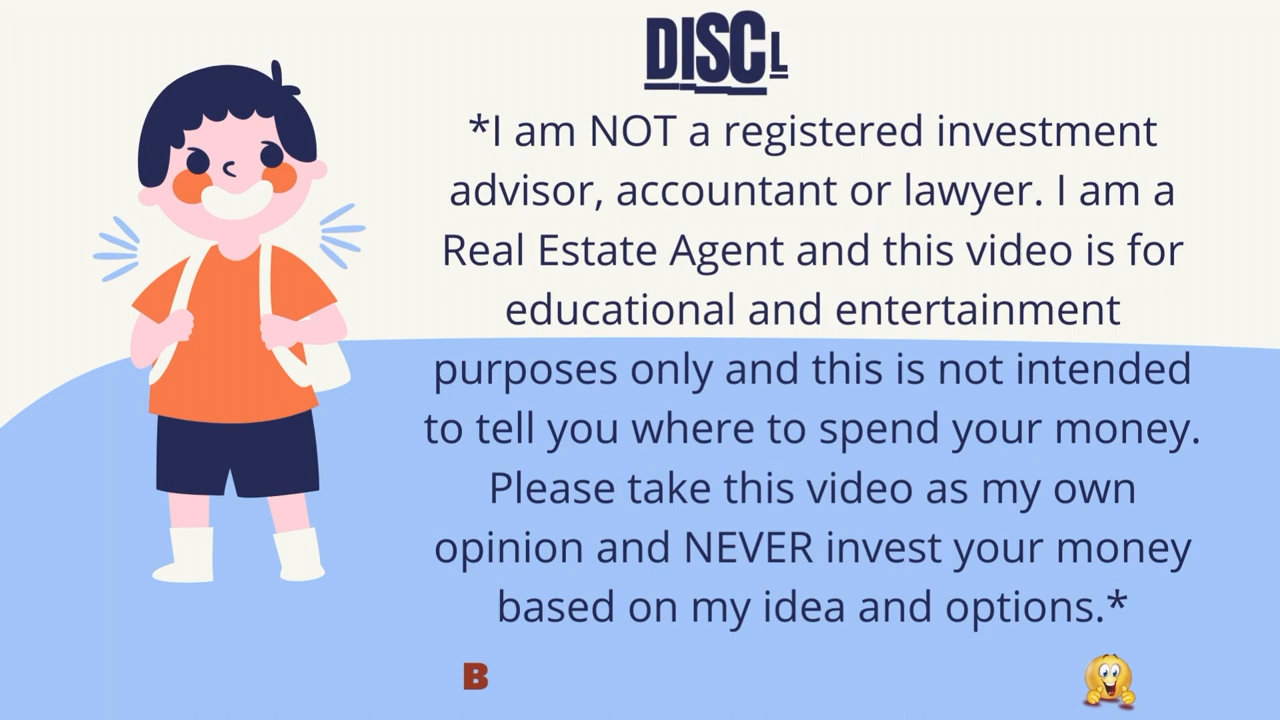 DISCL
*I am NOT a registered investment
advisor, accountant or lawyer. I am a
Real Estate Agent and this video is for
educational and entertainment
purposes only and this is not intended
to tell you where to spend your money.
Please take this video as my own
opinion and NEVER invest your money
based on my idea and options.*
B